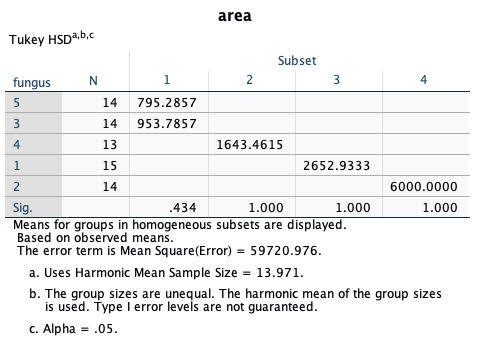 area
Tukey HSDa,b,c
Subset
fungus N 1 2 3 4
5 14 795.2857
3 14 953.7857
4 13 1643.4615
1 15 2652.9333
2 14 6000.0000
Sig. .434 1.000 1.000 1.000
Means for groups in homogeneous subsets are displayed.
Based on observed means.
The error term is Mean Square(Error) = 59720.976.
a. Uses Harmonic Mean Sample Size = 13.971.
b. The group sizes are unequal. The harmonic mean of the group sizes
is used. Type I error levels are not guaranteed.
c. Alpha = .05.